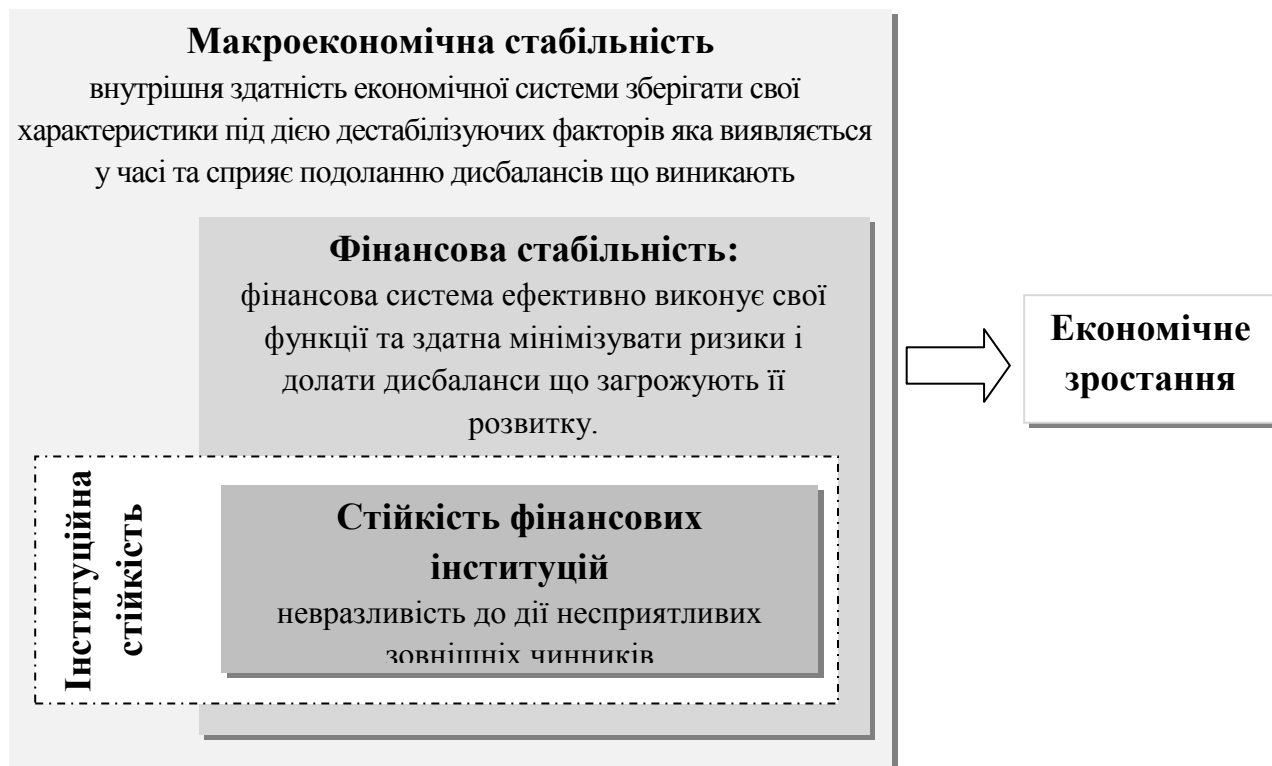 Макроекономічна стабільність
внутрішня здатність економічної системи зберігати свої
характеристики під дією дестабілізуючих факторів яка виявляється
у часі та сприяє подоланню дисбалансів що виникають
Фінансова стабільність:
фінансова система ефективно виконує свої
функції та здатна мінімізувати ризики і
долати дисбаланси що загрожують її
розвитку.
Інституційна
стійкість
Стійкість фінансових
інституцій
невразливість до дії несприятливих
зовнішніх чинників
Економічне
зростання